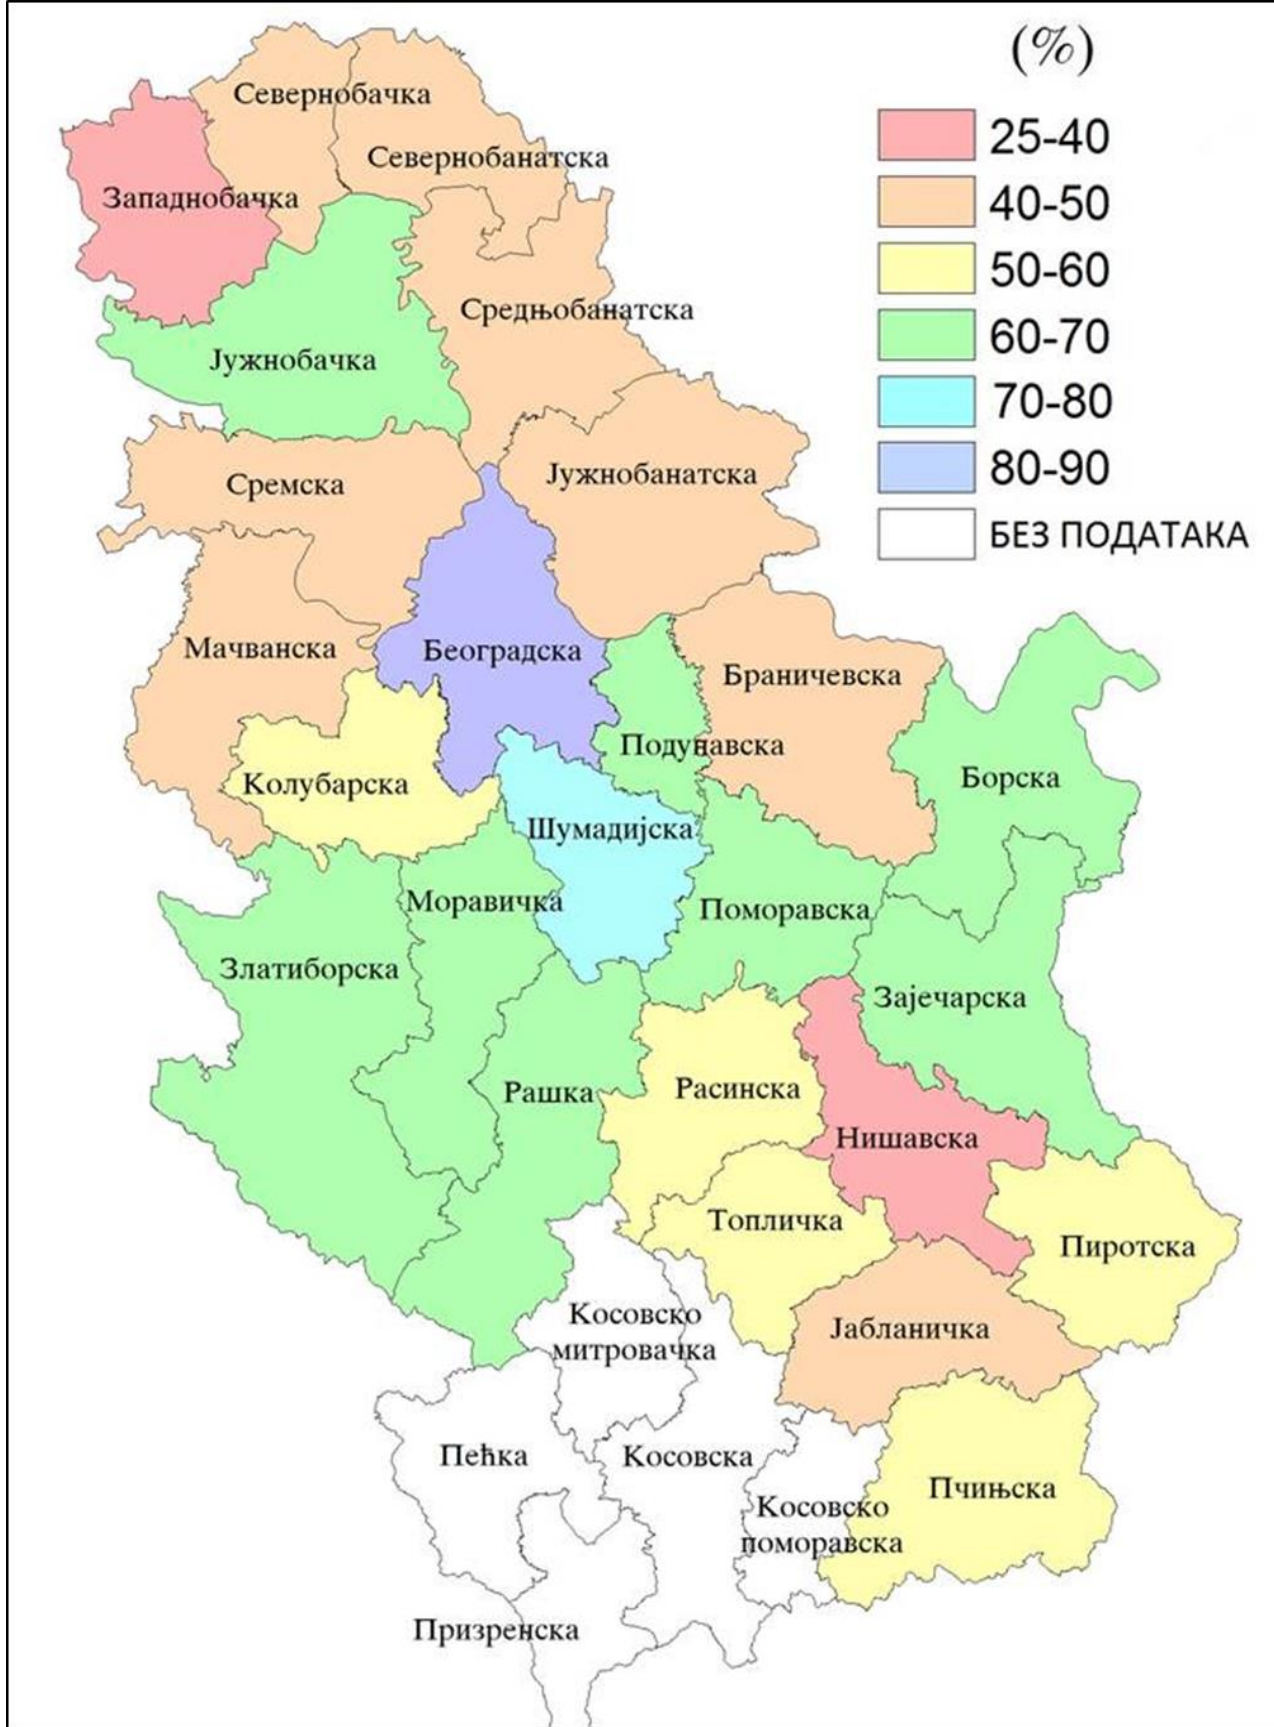 (%)
25-40
40-50
50-60
60-70
70-80
80-90
БЕЗ ПОДАТАКА
Севернобачка
Севернобанатска
Западнобачка
Средњобанатска
Јужнобачка
Јужнобанатска
Сремска
Мачванска
Београдска
Браничевска
Подунавска
Борска
Колубарска
Шумадијска
Моравичка
Поморавска
Златиборска
Зајечарска
Рашка
Расинска
Нишавска
Топличка
Пиротска
Јабланичка
Косовско
митровачка
Пећка
Косовска
Пчињска
Косовско
поморавска
Призренска